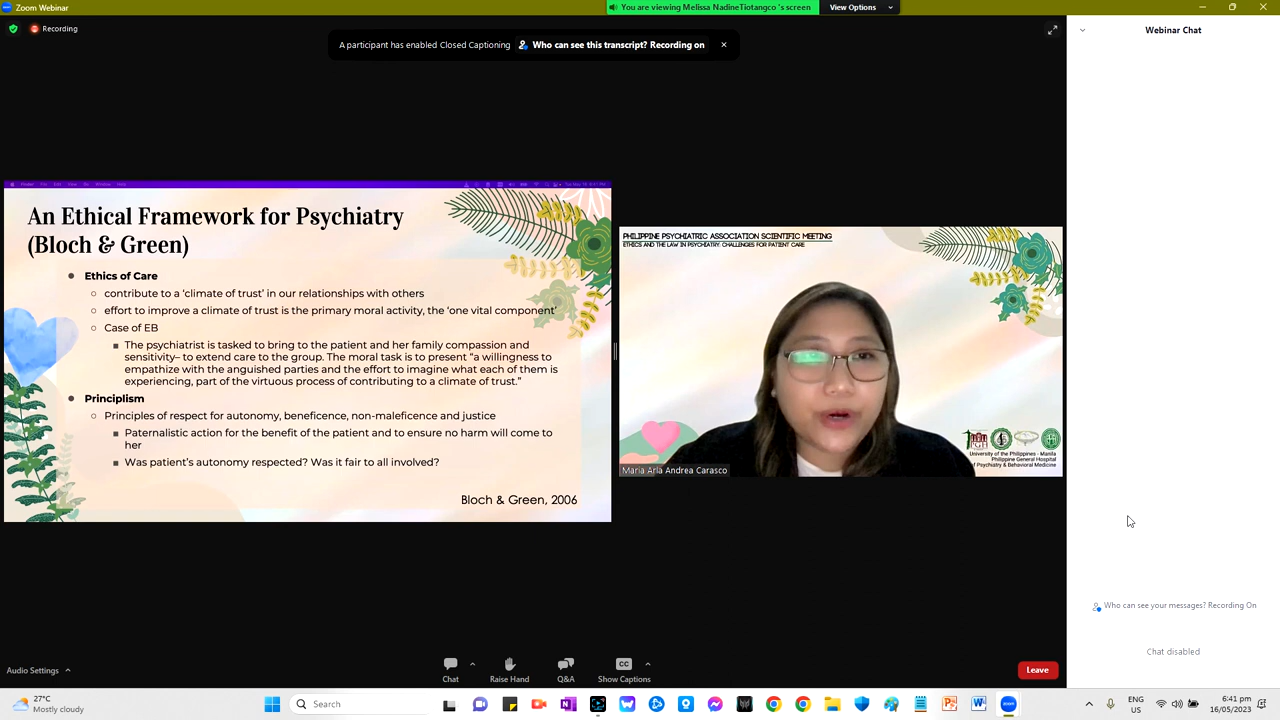 Zoom Webinar
You are viewing Melissa NadineTiotangco 's screen
View Options
Recording
A participant has enabled Closed Captioning
Who can see this transcript? Recording on
Webinar Chat
An Ethical Framework for Psychiatry
(Bloch & Green)
Ethics of Care
contribute to a ‘climate of trust’ in our relationships with others
effort to improve a climate of trust is the primary moral activity, the ‘one vital component’
Case of EB
The psychiatrist is tasked to bring to the patient and her family compassion and
sensitivity– to extend care to the group. The moral task is to present “a willingness to
empathize with the anguished parties and the effort to imagine what each of them is
experiencing, part of the virtuous process of contributing to a climate of trust.”
Principlism
Principles of respect for autonomy, beneficence, non-maleficence and justice
Paternalistic action for the benefit of the patient and to ensure no harm will come to
her
Was patient’s autonomy respected? Was it fair to all involved?
Bloch & Green, 2006
PHILIPPINE PSYCHIATRIC ASSOCIATION SCIENTIFIC MEETING
ETHICS AND THE LAW IN PSYCHIATRY: CHALLENGES FOR PATIENT CARE
University of the Philippines - Manila
Philippine General Hospital
of Psychiatry & Behavioral Medicine
Maria Arla Andrea Carasco
Who can see your messages? Recording On
Chat disabled
Audio Settings
Chat
Raise Hand
Q&A
CC
Show Captions
Leave
27°C
Mostly cloudy
Search
zoom
ENG
US
6:41 pm
16/05/2023